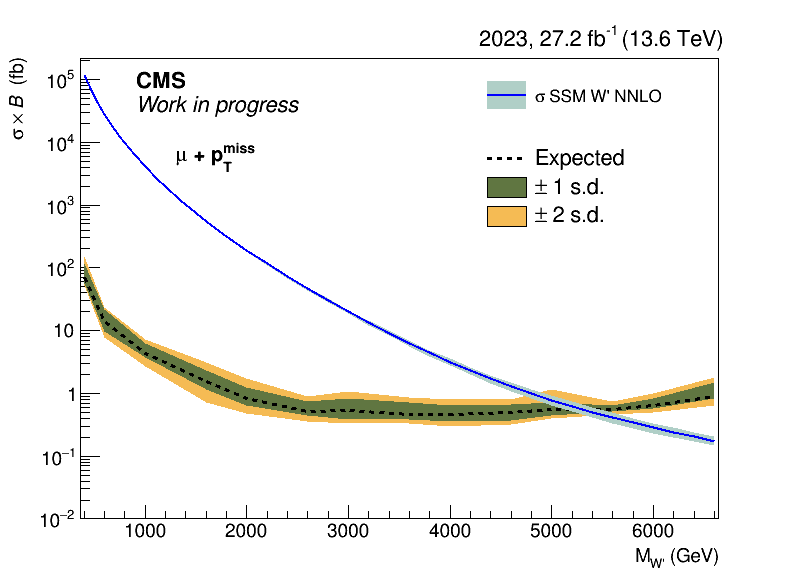 2023, 27.2 fb⁻¹ (13.6 TeV)
σ × B (fb)
CMS
Work in progress
μ + p_T^miss
σ SSM W' NNLO
Expected
± 1 s.d.
± 2 s.d.
10⁵
10⁴
10³
10²
10
1
10⁻¹
10⁻²
1000 2000 3000 4000 5000 6000
M_W' (GeV)